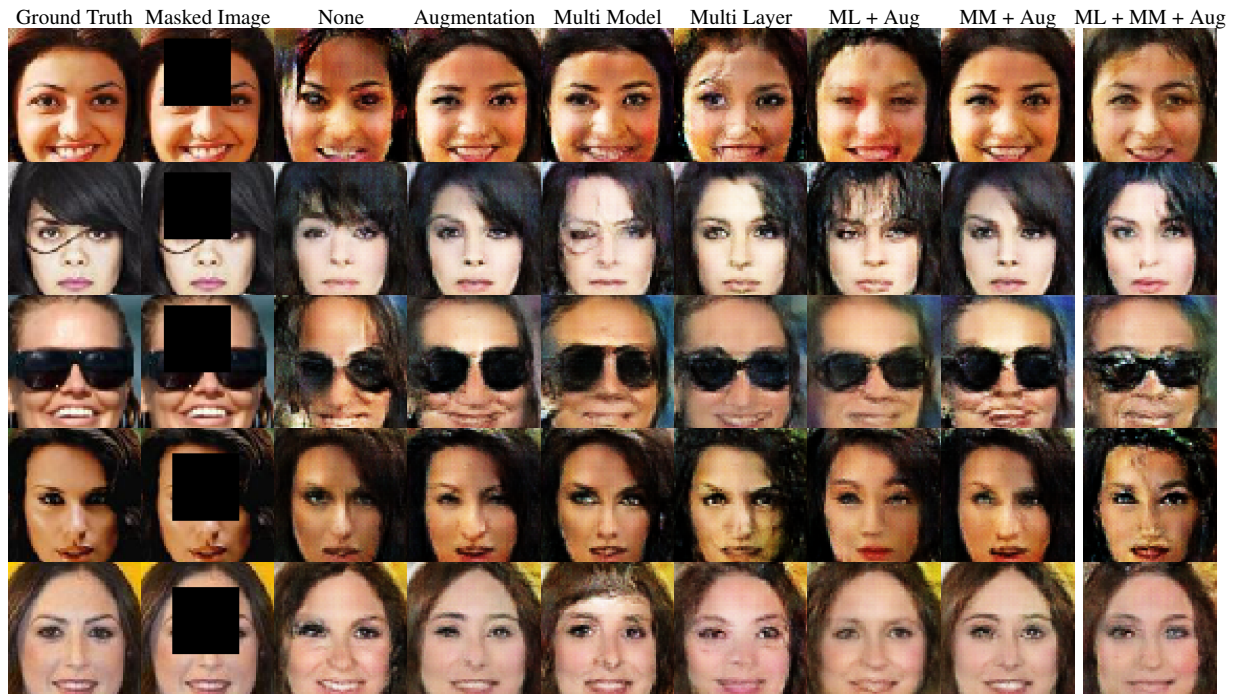 Ground Truth Masked Image None Augmentation Multi Model Multi Layer ML + Aug MM + Aug ML + MM + Aug